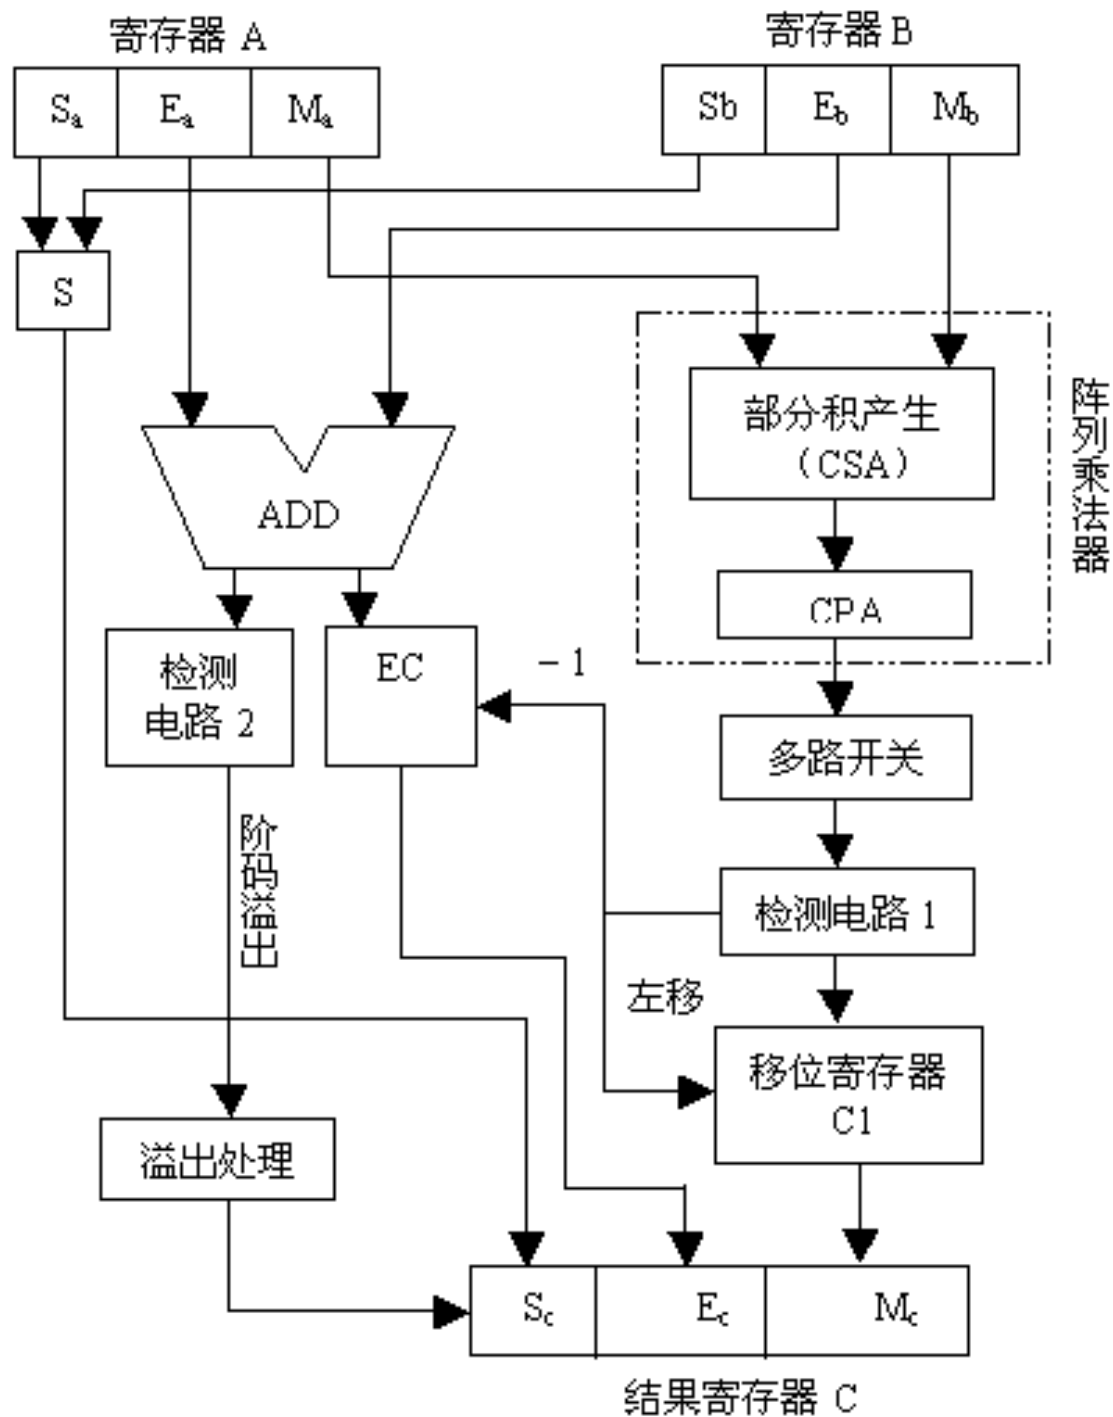 寄存器 A
寄存器 B
Sa Ea Ma
Sb Eb Mb
S
部分积产生
（CSA）
阵列乘法器
ADD
CPA
检测
电路 2
EC
－1
多路开关
阶码溢出
检测电路 1
左移
移位寄存器
C1
溢出处理
Sc Ec Mc
结果寄存器 C